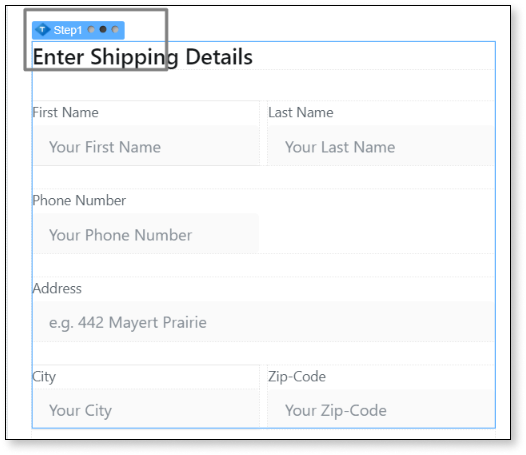 Step1
Enter Shipping Details
First Name Last Name
Your First Name Your Last Name
Phone Number
Your Phone Number
Address
e.g. 442 Mayert Prairie
City Zip-Code
Your City Your Zip-Code